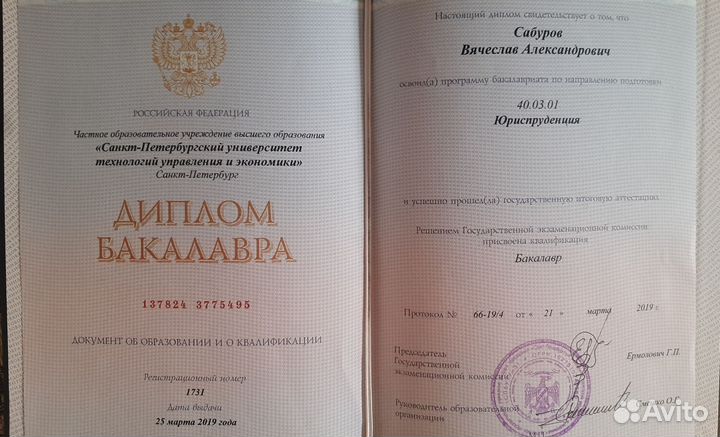 РОССИЙСКАЯ ФЕДЕРАЦИЯ
Частное образовательное учреждение высшего образования
«Санкт-Петербургский университет
технологий управления и экономики»
Санкт-Петербург
ДИПЛОМ
БАКАЛАВРА
137824 3775495
ДОКУМЕНТ ОБ ОБРАЗОВАНИИ И О КВАЛИФИКАЦИИ
Регистрационный номер
1731
Дата выдачи
25 марта 2019 года
Настоящий диплом свидетельствует о том, что
Сабуров
Вячеслав Александрович
освоил(а) программу бакалавриата по направлению подготовки
40.03.01
Юриспруденция
и успешно прошел(ла) государственную итоговую аттестацию
Решением Государственной экзаменационной комиссии
присвоена квалификация
Бакалавр
Протокол № 66-19/4 от « 21 » марта 2019 г.
Председатель
Государственной
экзаменационной комиссии
Ермолович Г.П.
Руководитель образовательной
организации
Avito